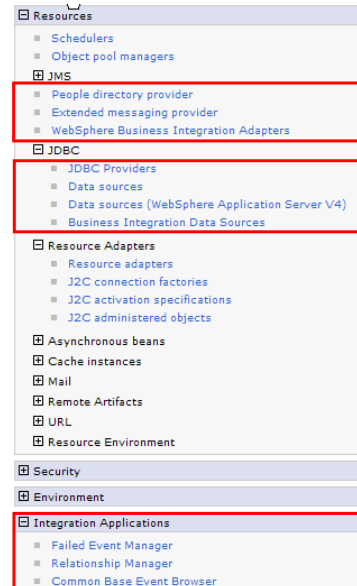 Resources
Schedulers
Object pool managers
JMS
People directory provider
Extended messaging provider
WebSphere Business Integration Adapters
JDBC
JDBC Providers
Data sources
Data sources (WebSphere Application Server V4)
Business Integration Data Sources
Resource Adapters
Resource adapters
J2C connection factories
J2C activation specifications
J2C administered objects
Asynchronous beans
Cache instances
Mail
Remote Artifacts
URL
Resource Environment
Security
Environment
Integration Applications
Failed Event Manager
Relationship Manager
Common Base Event Browser